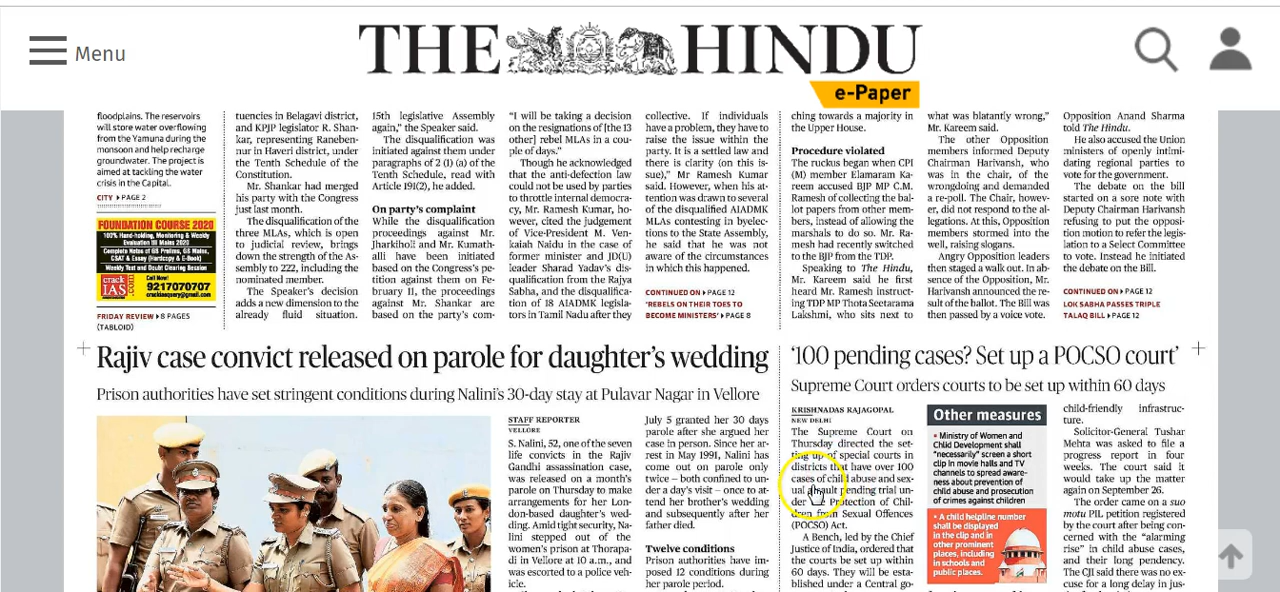 Menu
THE HINDU
e-Paper
floodplains. The reservoirs
will store water overflowing
from the Yamuna during the
monsoon and help recharge
groundwater. The project is
aimed at tackling the water
crisis in the Capital.
CITY ▸ PAGE 2
FOUNDATION COURSE 2020
100% Hand-holding, Monitoring & Weekly
Evaluation till Mains 2020
Complete Notes of GS Prelims, GS Mains,
CSAT & Essay (Hardcopy & E-Book)
Weekly Test and Doubt Clearing Session
crack IAS .com
Call Now!
9217070707
crackiasquery@gmail.com
FRIDAY REVIEW ▸ 8 PAGES
(TABLOID)
tuencies in Belagavi district,
and KPJP legislator R. Shan-
kar, representing Raneben-
nur in Haveri district, under
the Tenth Schedule of the
Constitution.
Mr. Shankar had merged
his party with the Congress
just last month.
The disqualification of the
three MLAs, which is open
to judicial review, brings
down the strength of the As-
sembly to 222, including the
nominated member.
The Speaker's decision
adds a new dimension to the
already fluid situation.
15th legislative Assembly
again," the Speaker said.
The disqualification was
initiated against them under
paragraphs of 2 (1) (a) of the
Tenth Schedule, read with
Article 191(2), he added.
On party's complaint
While the disqualification
proceedings against Mr.
Jharkiholi and Mr. Kumath-
alli have been initiated
based on the Congress's pe-
tition against them on Fe-
bruary 11, the proceedings
against Mr. Shankar are
based on the party's com-
"I will be taking a decision
on the resignations of [the 13
other] rebel MLAs in a cou-
ple of days."
Though he acknowledged
that the anti-defection law
could not be used by parties
to throttle internal democra-
cy, Mr. Ramesh Kumar, ho-
wever, cited the judgement
of Vice-President M. Ven-
kaiah Naidu in the case of
former minister and JD(U)
leader Sharad Yadav's dis-
qualification from the Rajya
Sabha, and the disqualifica-
tion of 18 AIADMK legisla-
tors in Tamil Nadu after they
collective. If individuals
have a problem, they have to
raise the issue within the
party. It is a settled law and
there is clarity (on this is-
sue)," Mr Ramesh Kumar
said. However, when his at-
tention was drawn to several
of the disqualified AIADMK
MLAs contesting in byelec-
tions to the State Assembly,
he said that he was not
aware of the circumstances
in which this happened.
CONTINUED ON ▸ PAGE 12
'REBELS ON THEIR TOES TO
BECOME MINISTERS' ▸ PAGE 8
ching towards a majority in
the Upper House.
Procedure violated
The ruckus began when CPI
(M) member Elamaram Ka-
reem accused BJP MP C.M.
Ramesh of collecting the bal-
lot papers from other mem-
bers, instead of allowing the
marshals to do so. Mr. Ra-
mesh had recently switched
to the BJP from the TDP.
Speaking to The Hindu,
Mr. Kareem said he first
heard Mr. Ramesh instruct-
ing TDP MP Thota Seetarama
Lakshmi, who sits next to
what was blatantly wrong,"
Mr. Kareem said.
The other Opposition
members informed Deputy
Chairman Harivansh, who
was in the chair, of the
wrongdoing and demanded
a re-poll. The Chair, howe-
ver, did not respond to the al-
legations. At this, Opposition
members stormed into the
well, raising slogans.
Angry Opposition leaders
then staged a walk out. In ab-
sence of the Opposition, Mr.
Harivansh announced the re-
sult of the ballot. The Bill was
then passed by a voice vote.
Opposition Anand Sharma
told The Hindu.
He also accused the Union
ministers of openly intimi-
dating regional parties to
vote for the government.
The debate on the bill
started on a sore note with
Deputy Chairman Harivansh
refusing to put the opposi-
tion motion to refer the legis-
lation to a Select Committee
to vote. Instead he initiated
the debate on the Bill.
CONTINUED ON ▸ PAGE 12
LOK SABHA PASSES TRIPLE
TALAQ BILL ▸ PAGE 12
Rajiv case convict released on parole for daughter's wedding
Prison authorities have set stringent conditions during Nalini's 30-day stay at Pulavar Nagar in Vellore
STAFF REPORTER
VELLORE
S. Nalini, 52, one of the seven
life convicts in the Rajiv
Gandhi assassination case,
was released on a month's
parole on Thursday to make
arrangements for her Lon-
don-based daughter's wed-
ding. Amid tight security, Na-
lini stepped out of the
women's prison at Thorapa-
di in Vellore at 10 a.m., and
was escorted to a police veh-
icle.
July 5 granted her 30 days
parole after she argued her
case in person. Since her ar-
rest in May 1991, Nalini has
come out on parole only
twice – both confined to un-
der a day's visit – once to at-
tend her brother's wedding
and subsequently after her
father died.
Twelve conditions
Prison authorities have im-
posed 12 conditions during
her parole period.
'100 pending cases? Set up a POCSO court'
Supreme Court orders courts to be set up within 60 days
KRISHNADAS RAJAGOPAL
NEW DELHI
The Supreme Court on
Thursday directed the set-
ting up of special courts in
districts that have over 100
cases of child abuse and sex-
ual assault pending trial un-
der Protection of Chil-
dren from Sexual Offences
(POCSO) Act.
A Bench, led by the Chief
Justice of India, ordered that
the courts be set up within
60 days. They will be esta-
blished under a Central go-
Other measures
• Ministry of Women and
Child Development shall
"necessarily" screen a short
clip in movie halls and TV
channels to spread aware-
ness about prevention of
child abuse and prosecution
of crimes against children
• A child helpline number
shall be displayed
in the clip and in
other prominent
places, including
in schools and
public places.
child-friendly infrastruc-
ture.
Solicitor-General Tushar
Mehta was asked to file a
progress report in four
weeks. The court said it
would take up the matter
again on September 26.
The order came on a suo
motu PIL petition registered
by the court after being con-
cerned with the "alarming
rise" in child abuse cases,
and their long pendency.
The CJI said there was no ex-
cuse for a long delay in jus-